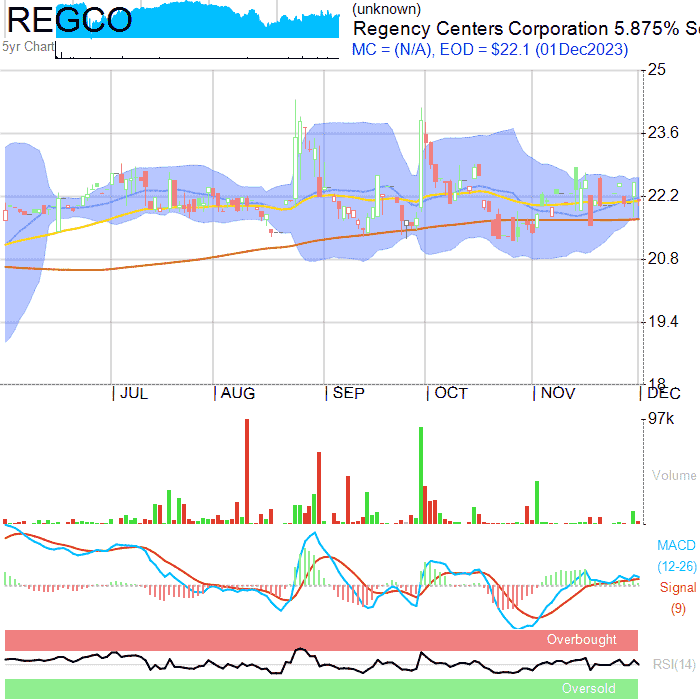 REGCO
(unknown)
Regency Centers Corporation 5.875% S
5yr Chart
MC = (N/A), EOD = $22.1 (01Dec2023)
25
23.6
22.2
20.8
19.4
18
JUL AUG SEP OCT NOV DEC
97k
Volume
MACD
(12-26)
Signal
(9)
Overbought
RSI(14)
Oversold